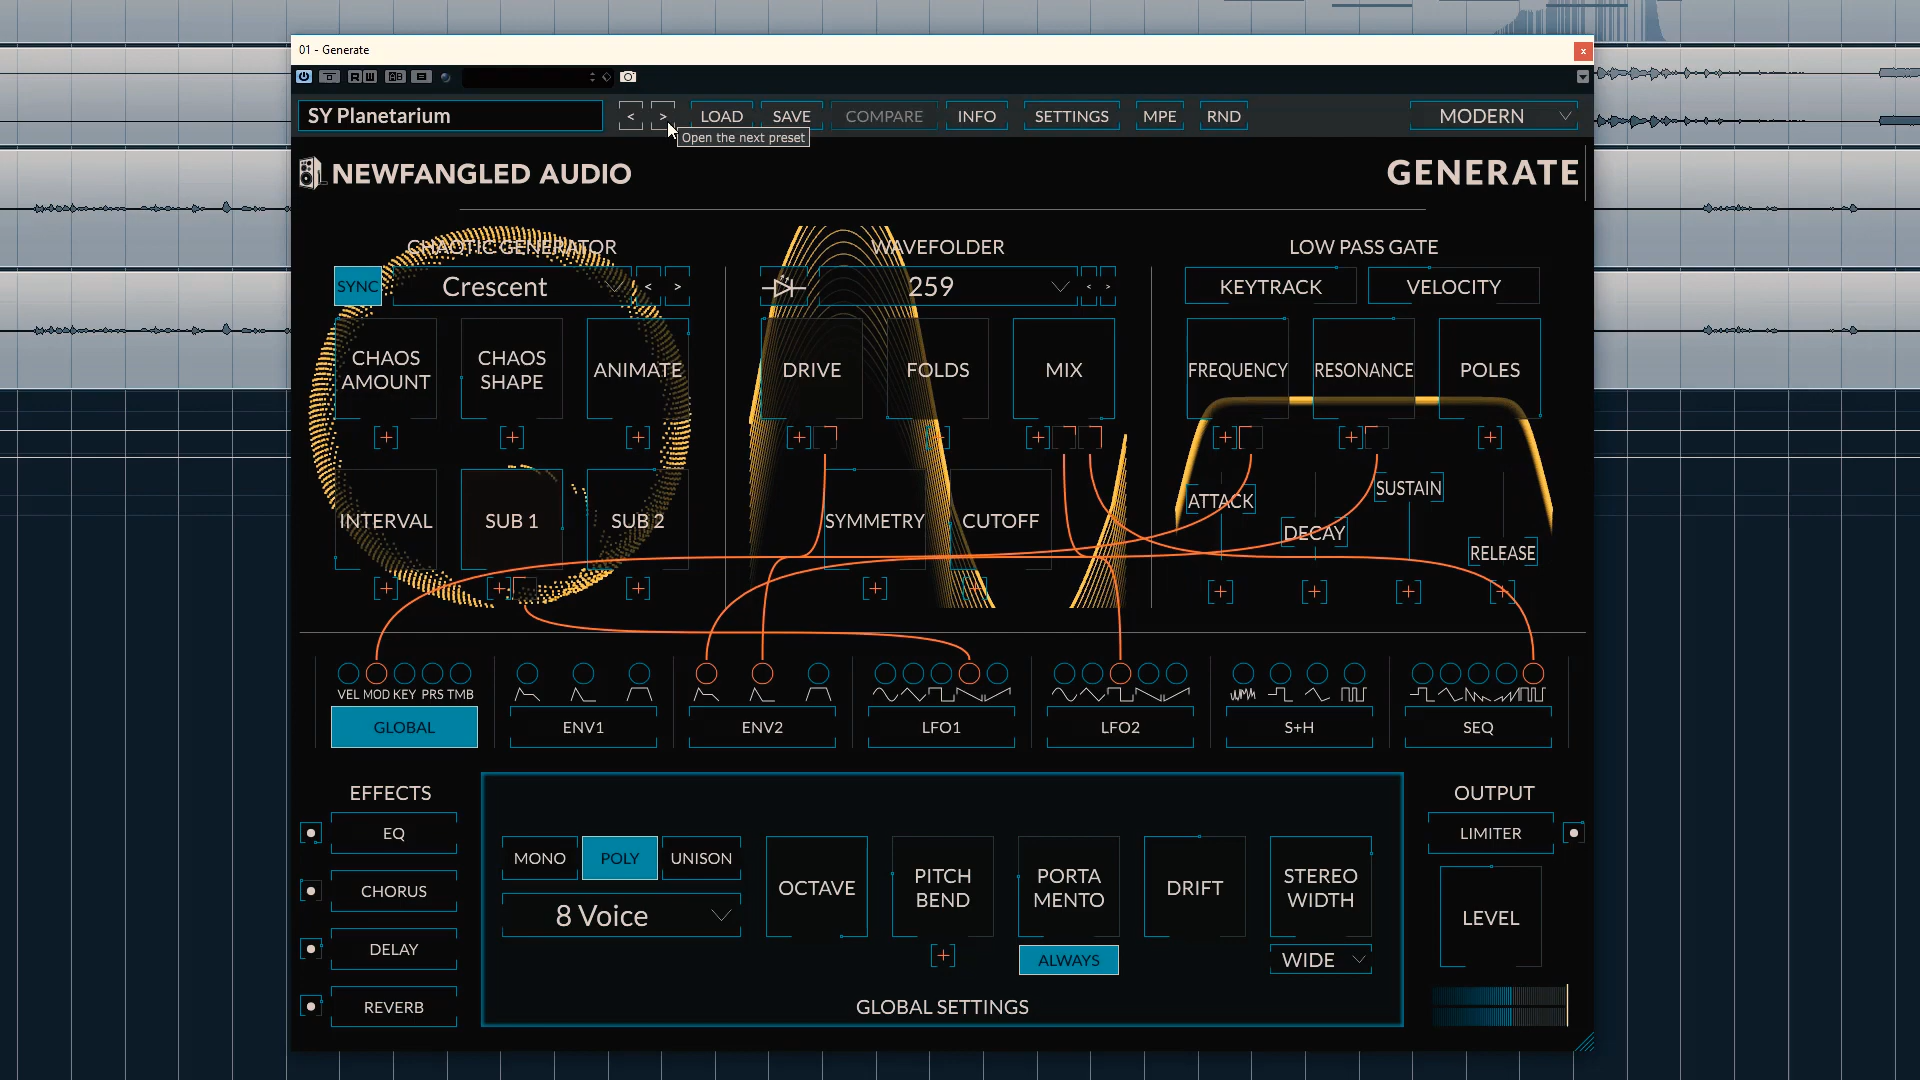 01 - Generate
R W AB
SY Planetarium < > LOAD SAVE COMPARE INFO SETTINGS MPE RND MODERN
Open the next preset
NEWFANGLED AUDIO GENERATE
CHAOTIC GENERATOR WAVEFOLDER LOW PASS GATE
SYNC Crescent < > 259 < > KEYTRACK VELOCITY
CHAOS AMOUNT CHAOS SHAPE ANIMATE DRIVE FOLDS MIX FREQUENCY RESONANCE POLES
INTERVAL SUB 1 SUB 2 SYMMETRY CUTOFF ATTACK DECAY SUSTAIN RELEASE
VEL MOD KEY PRS TMB
GLOBAL ENV1 ENV2 LFO1 LFO2 S+H SEQ
EFFECTS OUTPUT
EQ LIMITER
MONO POLY UNISON
8 Voice
OCTAVE
PITCH BEND
PORTA MENTO
DRIFT
STEREO WIDTH
CHORUS LEVEL
DELAY ALWAYS WIDE
REVERB GLOBAL SETTINGS